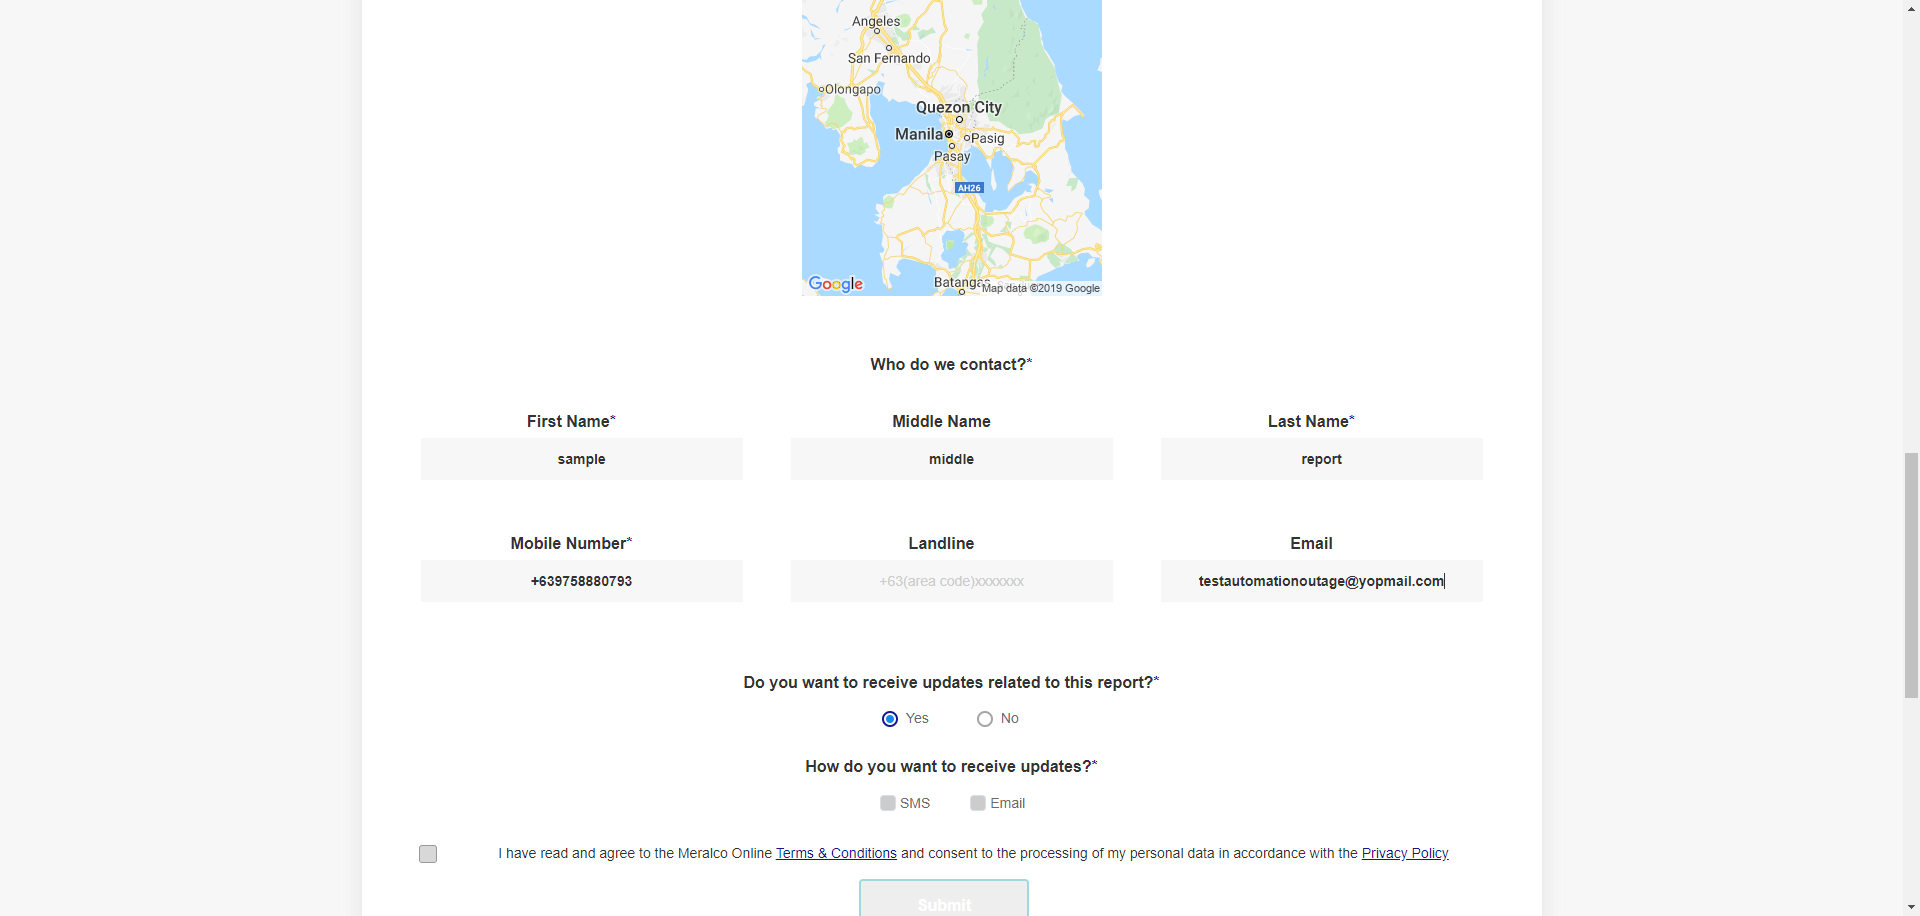 Angeles
San Fernando
Olongapo
Quezon City
Manila
Pasig
Pasay
AH26
Batangas
Google
Map data ©2019 Google
Who do we contact?*
First Name* Middle Name Last Name*
sample middle report
Mobile Number* Landline Email
+639758880793 +63(area code)xxxxxxx testautomationoutage@yopmail.com
Do you want to receive updates related to this report?*
Yes No
How do you want to receive updates?*
SMS Email
I have read and agree to the Meralco Online Terms & Conditions and consent to the processing of my personal data in accordance with the Privacy Policy
Submit